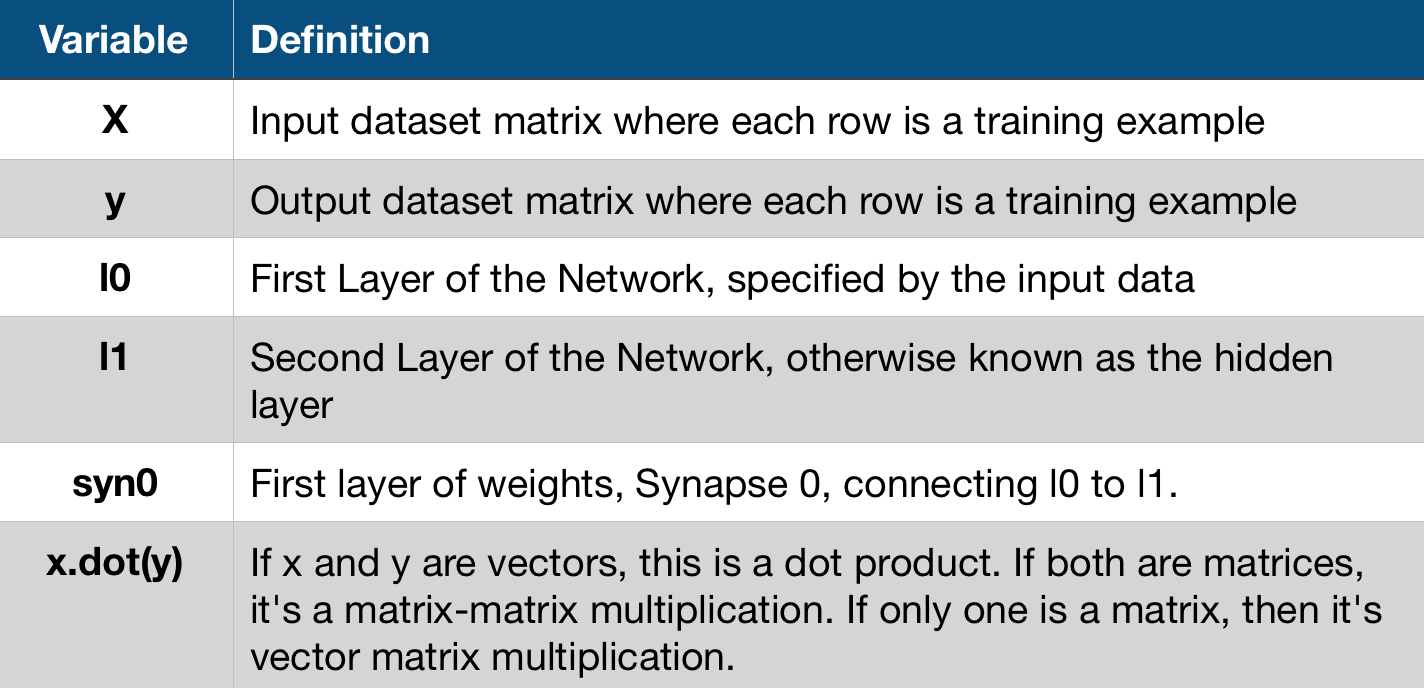 Variable Definition
X Input dataset matrix where each row is a training example
y Output dataset matrix where each row is a training example
l0 First Layer of the Network, specified by the input data
l1 Second Layer of the Network, otherwise known as the hidden
layer
syn0 First layer of weights, Synapse 0, connecting l0 to l1.
x.dot(y) If x and y are vectors, this is a dot product. If both are matrices,
it's a matrix-matrix multiplication. If only one is a matrix, then it's
vector matrix multiplication.